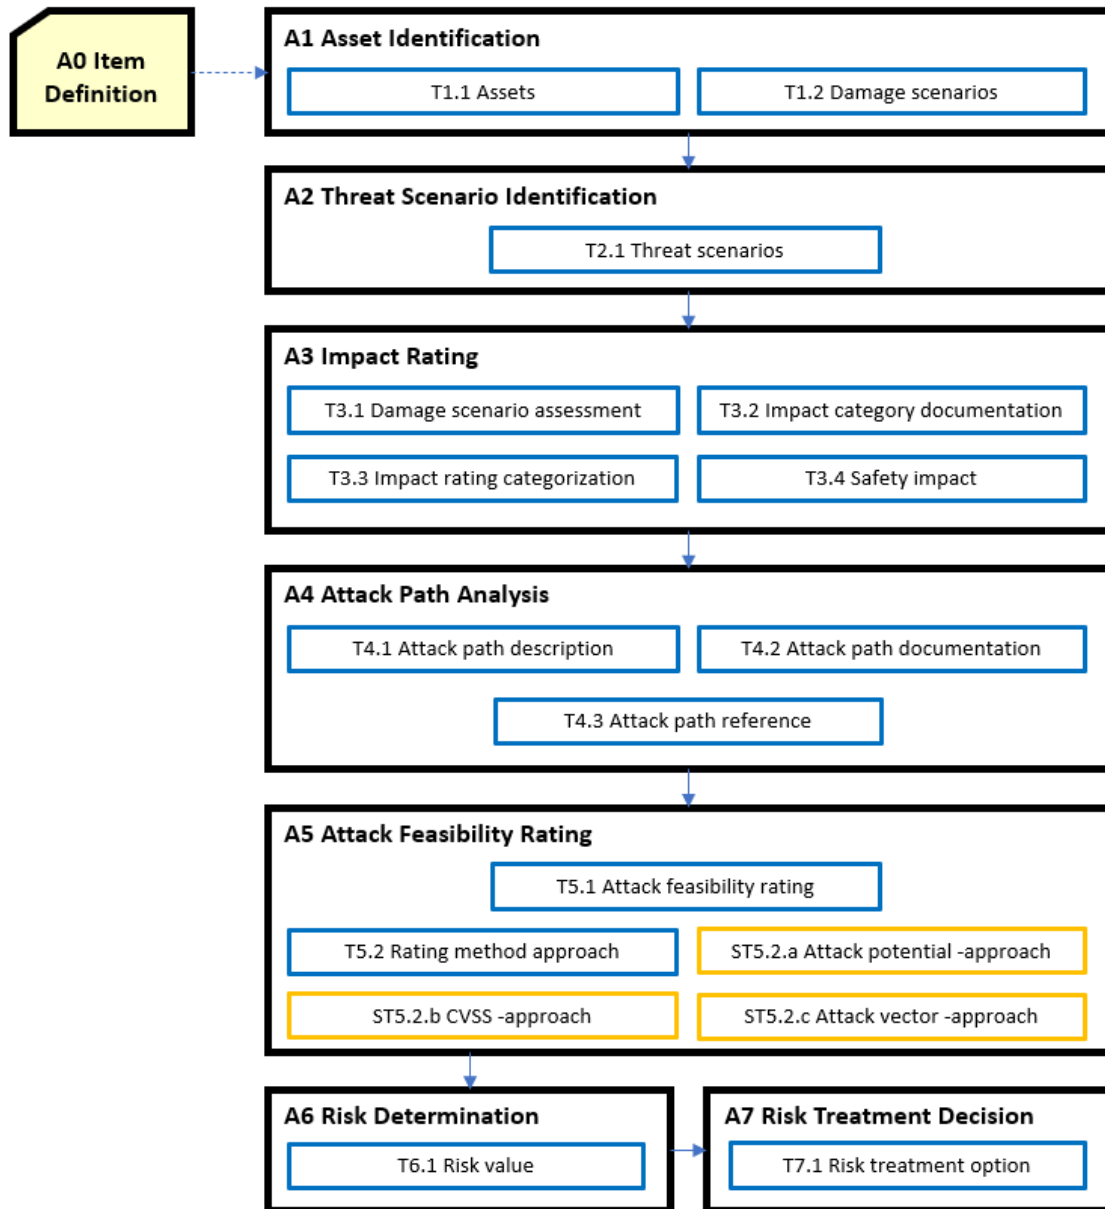 A0 Item
Definition
A1 Asset Identification
T1.1 Assets
T1.2 Damage scenarios
A2 Threat Scenario Identification
T2.1 Threat scenarios
A3 Impact Rating
T3.1 Damage scenario assessment
T3.2 Impact category documentation
T3.3 Impact rating categorization
T3.4 Safety impact
A4 Attack Path Analysis
T4.1 Attack path description
T4.2 Attack path documentation
T4.3 Attack path reference
A5 Attack Feasibility Rating
T5.1 Attack feasibility rating
T5.2 Rating method approach
ST5.2.a Attack potential -approach
ST5.2.b CVSS -approach
ST5.2.c Attack vector -approach
A6 Risk Determination
T6.1 Risk value
A7 Risk Treatment Decision
T7.1 Risk treatment option